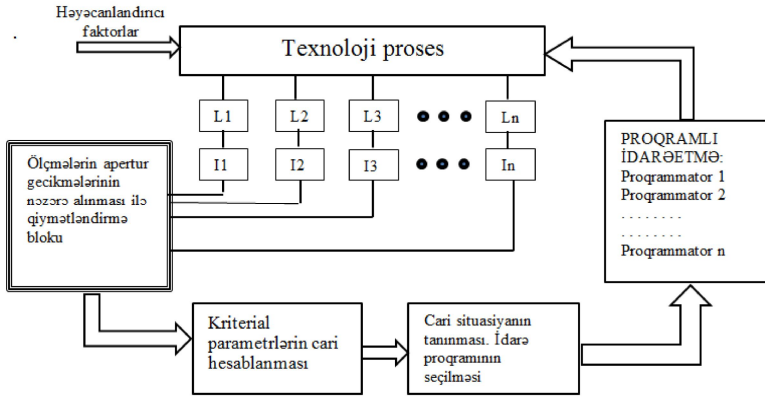 Həyəcanlandırıcı
faktorlar
Texnoloji proses
L1 L2 L3 Ln
I1 I2 I3 In
Ölçmələrin apertur
gecikmələrinin
nəzərə alınması ilə
qiymətləndirmə
bloku
PROQRAMLI
İDARƏETMƏ:
Proqrammator 1
Proqrammator 2
. . . . . . . .
. . . . . . . .
Proqrammator n
Kriterial
parametrlərin cari
hesablanması
Cari situasiyanın
tanınması. İdarə
proqramının
seçilməsi